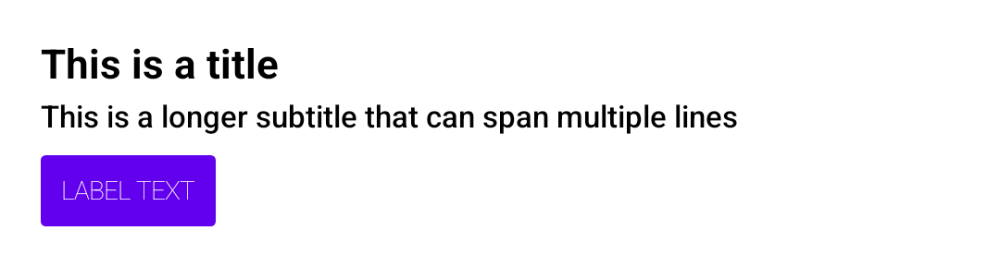 This is a title
This is a longer subtitle that can span multiple lines
LABEL TEXT